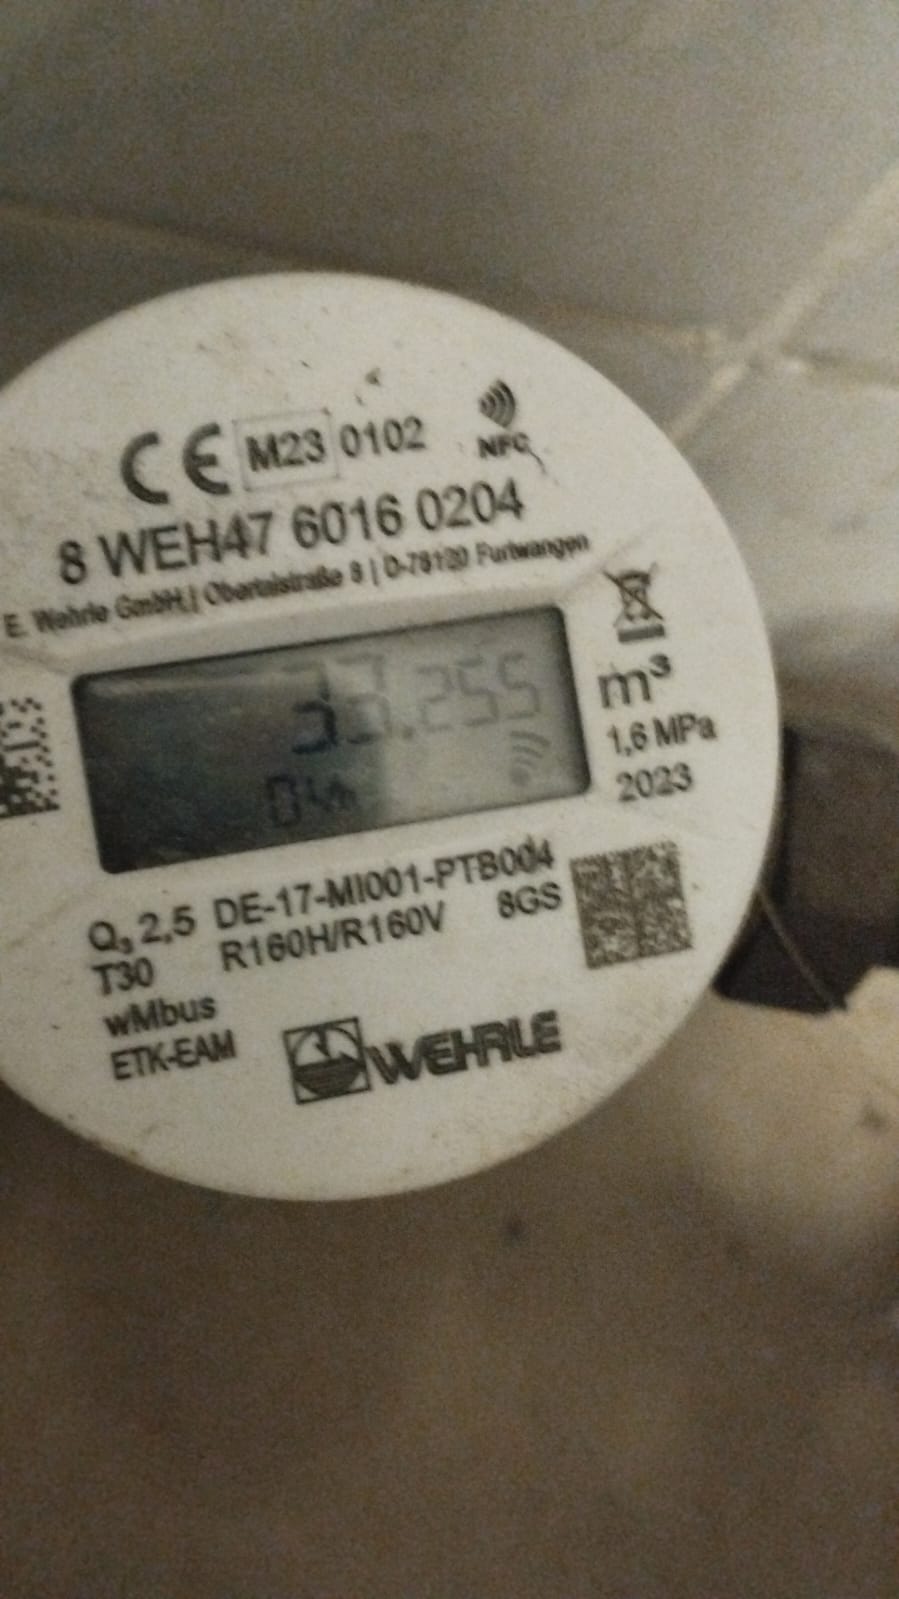 CE M23 0102 NFC
8 WEH47 6016 0204
E. Wehrle GmbH | Obertalstraße 8 | D-78120 Furtwangen
33.255 m³
1,6 MPa
2023
Q₃ 2,5 DE-17-MI001-PTB004
T30 R160H/R160V 8GS
wMbus
ETK-EAM
WEHRLE